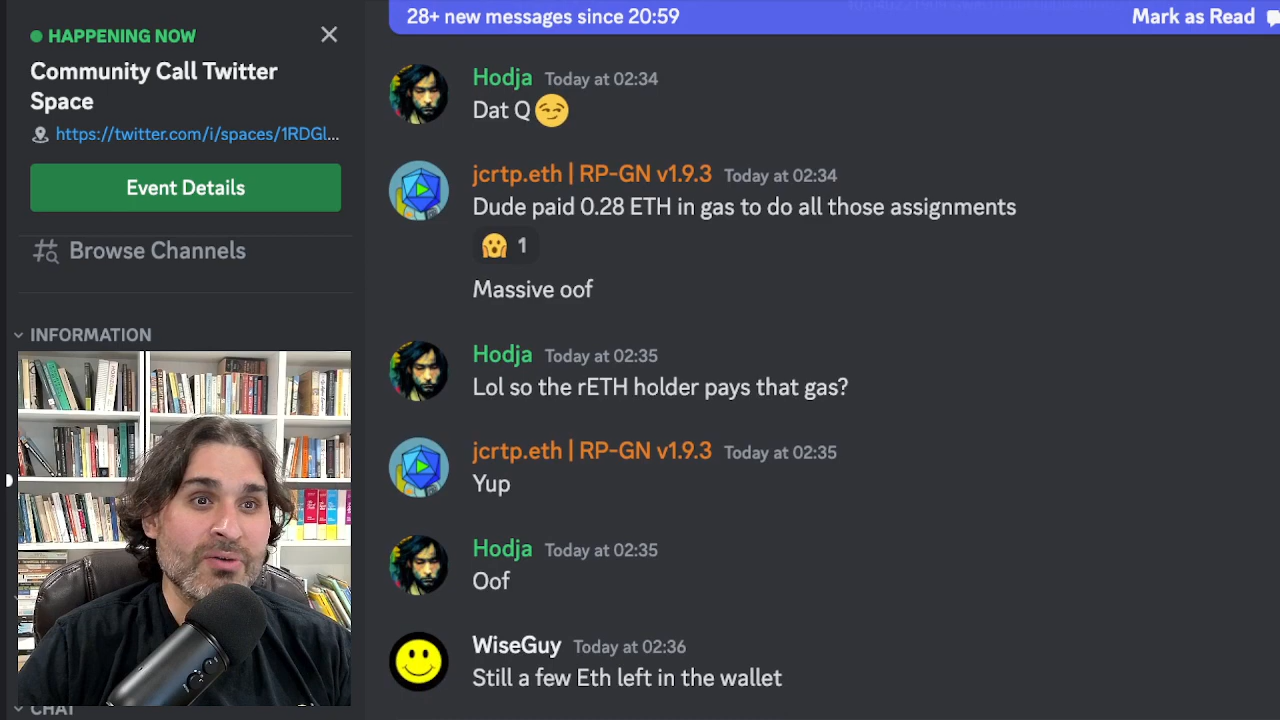 HAPPENING NOW
Community Call Twitter
Space
https://twitter.com/i/spaces/1RDGl...
Event Details
Browse Channels
INFORMATION
CHAT
28+ new messages since 20:59
Mark as Read
Hodja Today at 02:34
Dat Q
jcrtp.eth | RP-GN v1.9.3 Today at 02:34
Dude paid 0.28 ETH in gas to do all those assignments
1
Massive oof
Hodja Today at 02:35
Lol so the rETH holder pays that gas?
jcrtp.eth | RP-GN v1.9.3 Today at 02:35
Yup
Hodja Today at 02:35
Oof
WiseGuy Today at 02:36
Still a few Eth left in the wallet